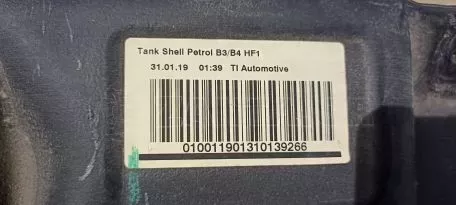 Tank Shell Petrol B3/B4 HF1
31.01.19 01:39 TI Automotive
010011901310139266